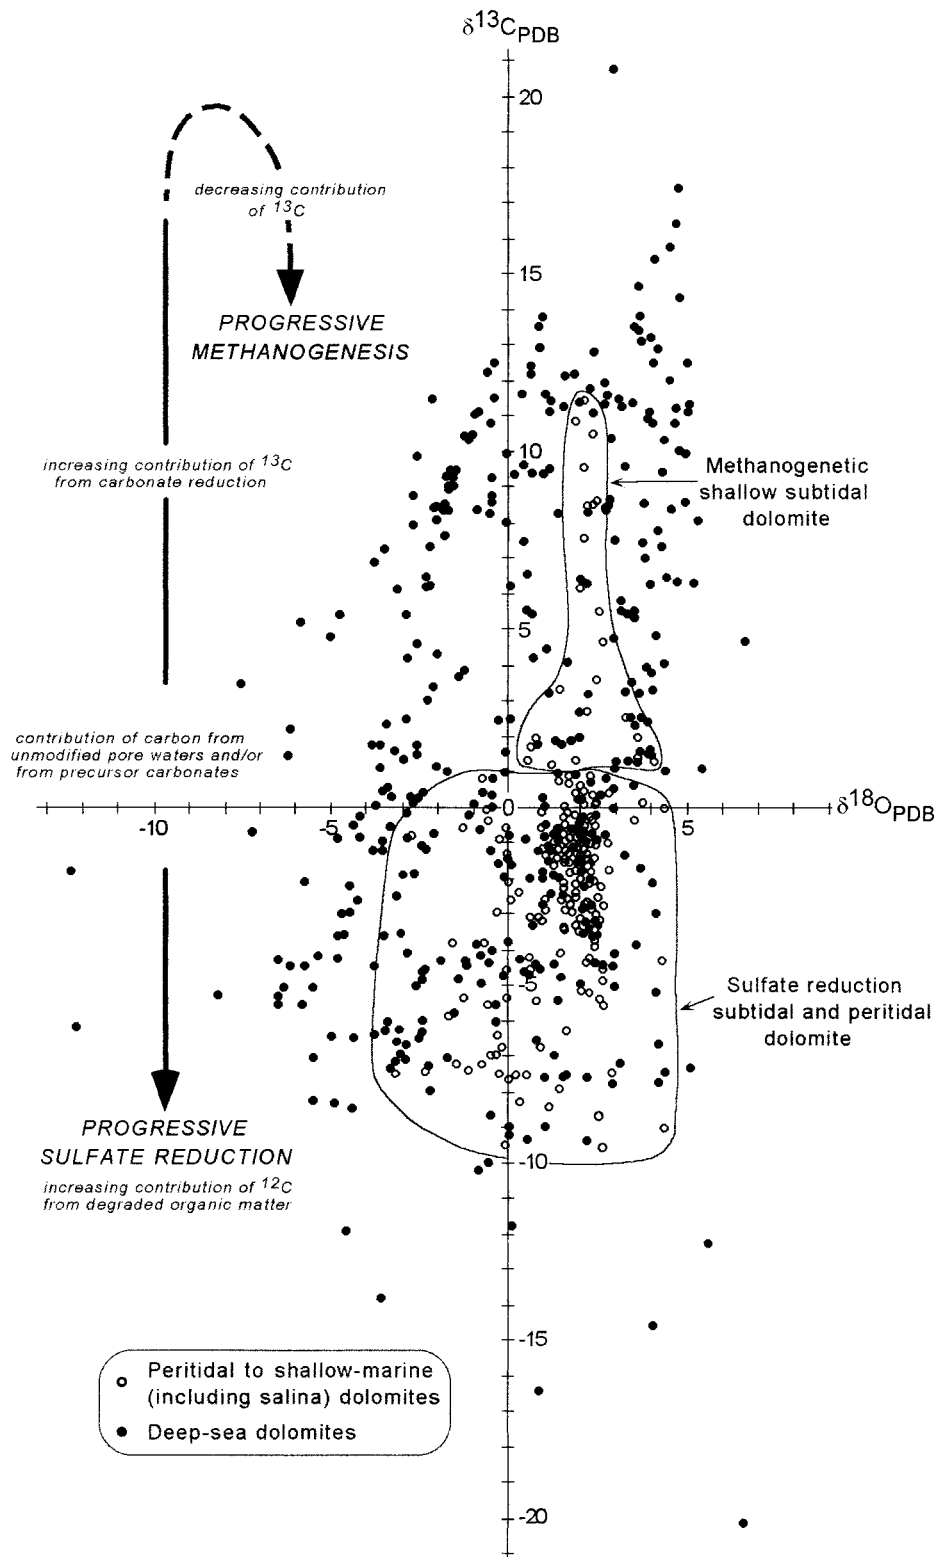 δ13CPDB
20
decreasing contribution
of 13C
15
PROGRESSIVE
METHANOGENESIS
10
increasing contribution of 13C
from carbonate reduction
Methanogenetic
shallow subtidal
dolomite
5
contribution of carbon from
unmodified pore waters and/or
from precursor carbonates
-10
-5
0
5
δ18OPDB
-5
Sulfate reduction
subtidal and peritidal
dolomite
PROGRESSIVE
SULFATE REDUCTION
-10
increasing contribution of 12C
from degraded organic matter
-15
Peritidal to shallow-marine
(including salina) dolomites
Deep-sea dolomites
-20